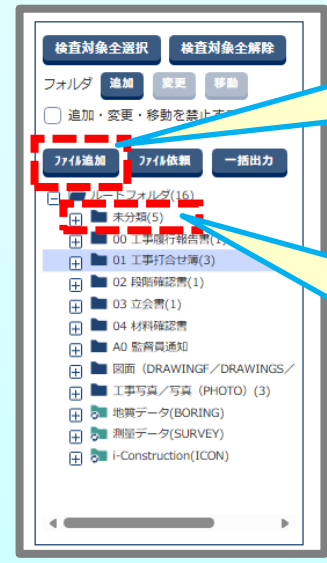 検査対象全選択 検査対象全解除
フォルダ 追加 変更 移動
追加・変更・移動を禁止す
ファイル追加 ファイル依頼 一括出力
ルートフォルダ(16)
未分類(5)
00 工事履行報告書(1)
01 工事打合せ簿(3)
02 段階確認書(1)
03 立会書(1)
04 材料確認書
A0 監督員通知
図面（DRAWINGF／DRAWINGS／
工事写真／写真（PHOTO）(3)
地質データ(BORING)
測量データ(SURVEY)
i-Construction(ICON)